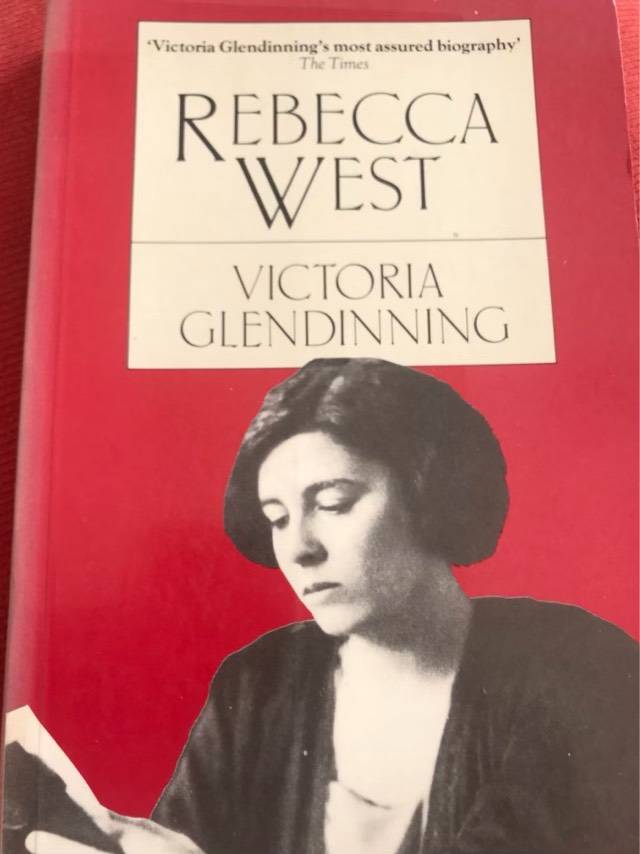 ‘Victoria Glendinning’s most assured biography’
The Times
REBECCA
WEST
VICTORIA
GLENDINNING